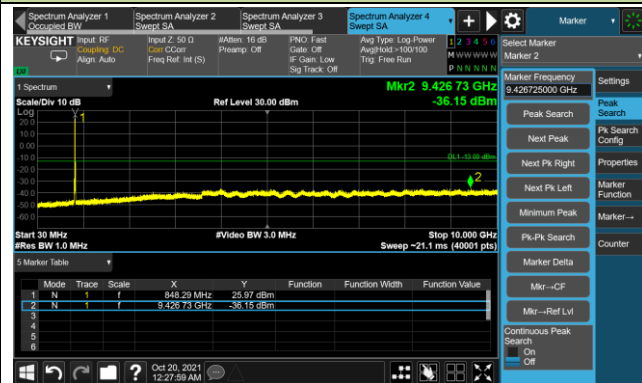 Spectrum Analyzer 1
Occupied BW
Spectrum Analyzer 2
Swept SA
Spectrum Analyzer 3
Swept SA
Spectrum Analyzer 4
Swept SA
Marker
KEYSIGHT
Input: RF
Coupling: DC
Align: Auto
Input Z: 50 Ω
Corr CCorr
Freq Ref: Int (S)
#Atten: 16 dB
Preamp: Off
PNO: Fast
Gate: Off
IF Gain: Low
Sig Track: Off
Avg Type: Log-Power
Avg|Hold:>100/100
Trig: Free Run
1 2 3 4 5 6
M W W W W W
P N N N N N
Select Marker
Marker 2
1 Spectrum
Mkr2 9.426 73 GHz
Scale/Div 10 dB
Ref Level 30.00 dBm
-36.15 dBm
Log
20.0
10.0
0.00
-10.0
-20.0
-30.0
-40.0
-50.0
-60.0
1
DL1 -13.00 dBm
2
Start 30 MHz
#Video BW 3.0 MHz
Stop 10.000 GHz
#Res BW 1.0 MHz
Sweep ~21.1 ms (40001 pts)
5 Marker Table
Mode Trace Scale X Y Function Function Width Function Value
1 N 1 f 848.29 MHz 25.97 dBm
2 N 1 f 9.426 73 GHz -36.15 dBm
3
4
5
6
Marker Frequency
9.426725000 GHz
Peak Search
Next Peak
Next Pk Right
Next Pk Left
Minimum Peak
Pk-Pk Search
Marker Delta
Mkr→CF
Mkr→Ref Lvl
Continuous Peak
Search
On
Off
Settings
Peak
Search
Pk Search
Config
Properties
Marker
Function
Marker→
Counter
Oct 20, 2021
12:27:59 AM